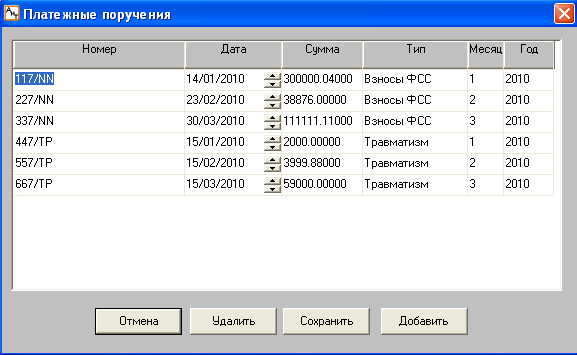 Платежные поручения
Номер Дата Сумма Тип Месяц Год
117/NN 14/01/2010 300000.04000 Взносы ФСС 1 2010
227/NN 23/02/2010 38876.00000 Взносы ФСС 2 2010
337/NN 30/03/2010 111111.11000 Взносы ФСС 3 2010
447/TP 15/01/2010 2000.00000 Травматизм 1 2010
557/TP 15/02/2010 3999.88000 Травматизм 2 2010
667/TP 15/03/2010 59000.00000 Травматизм 3 2010
Отмена Удалить Сохранить Добавить